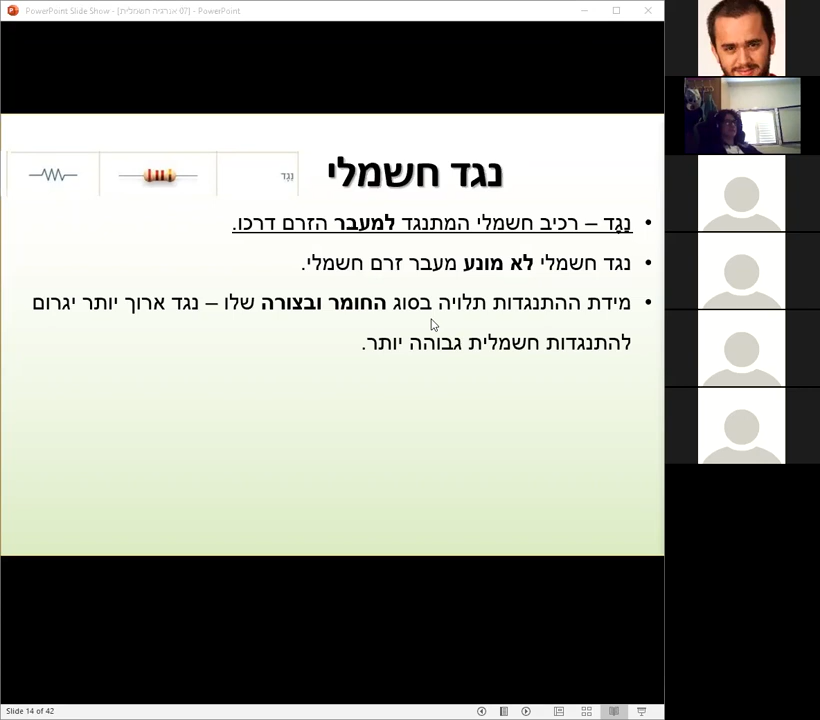 PowerPoint Slide Show - [07 אנרגיה חשמלית] - PowerPoint
נגד חשמלי
נֶגֶד
נַגָּד – רכיב חשמלי המתנגד למעבר הזרם דרכו.
נגד חשמלי לא מונע מעבר זרם חשמלי.
מידת ההתנגדות תלויה בסוג החומר ובצורה שלו – נגד ארוך יותר יגרום
להתנגדות חשמלית גבוהה יותר.
Slide 14 of 42